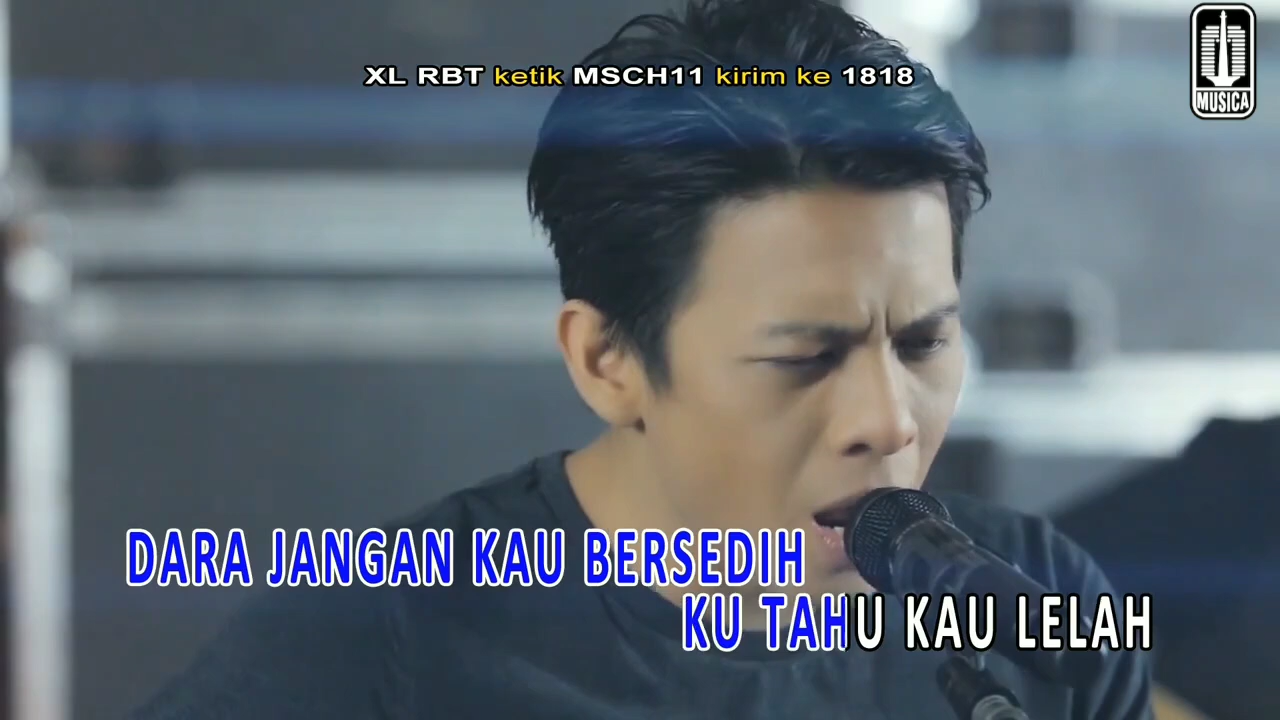 XL RBT ketik MSCH11 kirim ke 1818
MUSICA
DARA JANGAN KAU BERSEDIH
KU TAHU KAU LELAH